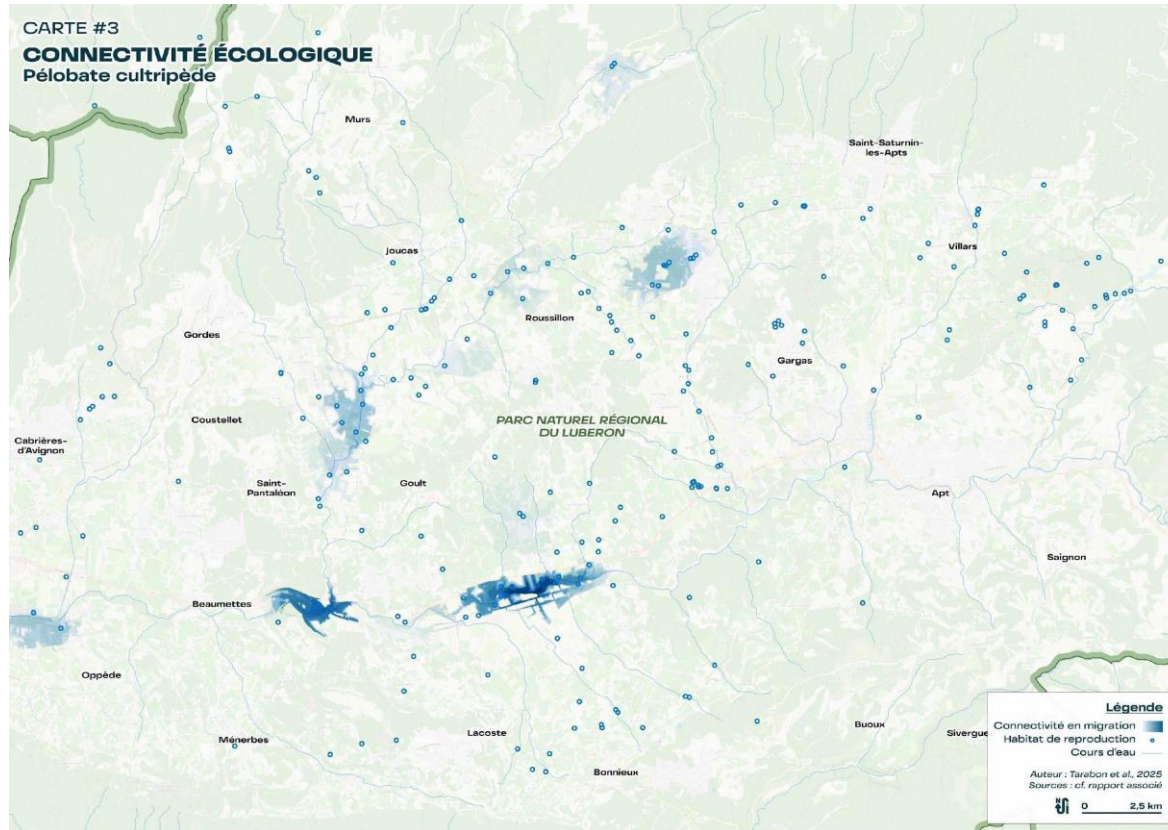 CARTE #3
CONNECTIVITÉ ÉCOLOGIQUE
Pélobate cultripède
Murs
Saint-Saturnin-
les-Apts
Joucas
Villars
Roussillon
Gordes
Gargas
Coustellet
PARC NATUREL RÉGIONAL
DU LUBERON
Cabrières-
d'Avignon
Saint-
Pantaléon
Goult
Apt
Saignon
Beaumettes
Oppède
Ménerbes
Lacoste
Bonnieux
Buoux
Sivergue
Légende
Connectivité en migration
Habitat de reproduction
Cours d'eau
Auteur : Tarabon et al., 2025
Sources : cf. rapport associé
N
0 2,5 km